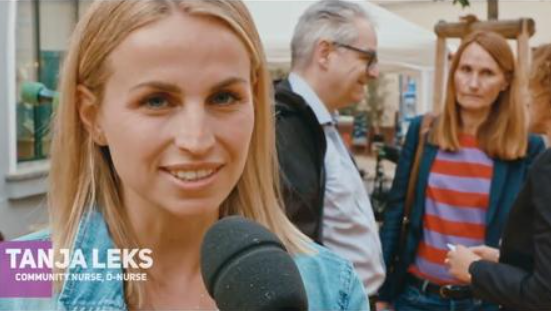 TANJA LEKS
COMMUNITY NURSE, Ö-NURSE